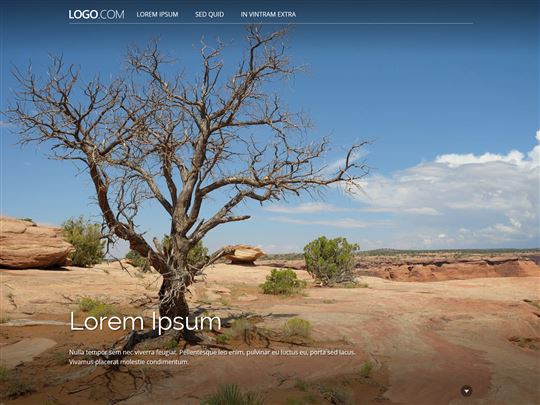 LOGO.COM
LOREM IPSUM SED QUID IN VINTRAM EXTRA
Lorem Ipsum
Nulla tempor sem nec viverra feugiat. Pellentesque leo enim, pulvinar eu luctus eu, porta sed lacus.
Vivamus placerat molestie condimentum.